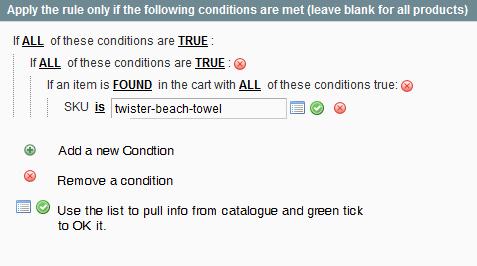 Apply the rule only if the following conditions are met (leave blank for all products)
If ALL of these conditions are TRUE :
If ALL of these conditions are TRUE :
If an item is FOUND in the cart with ALL of these conditions true:
SKU is twister-beach-towel
Add a new Condtion
Remove a condition
Use the list to pull info from catalogue and green tick
to OK it.